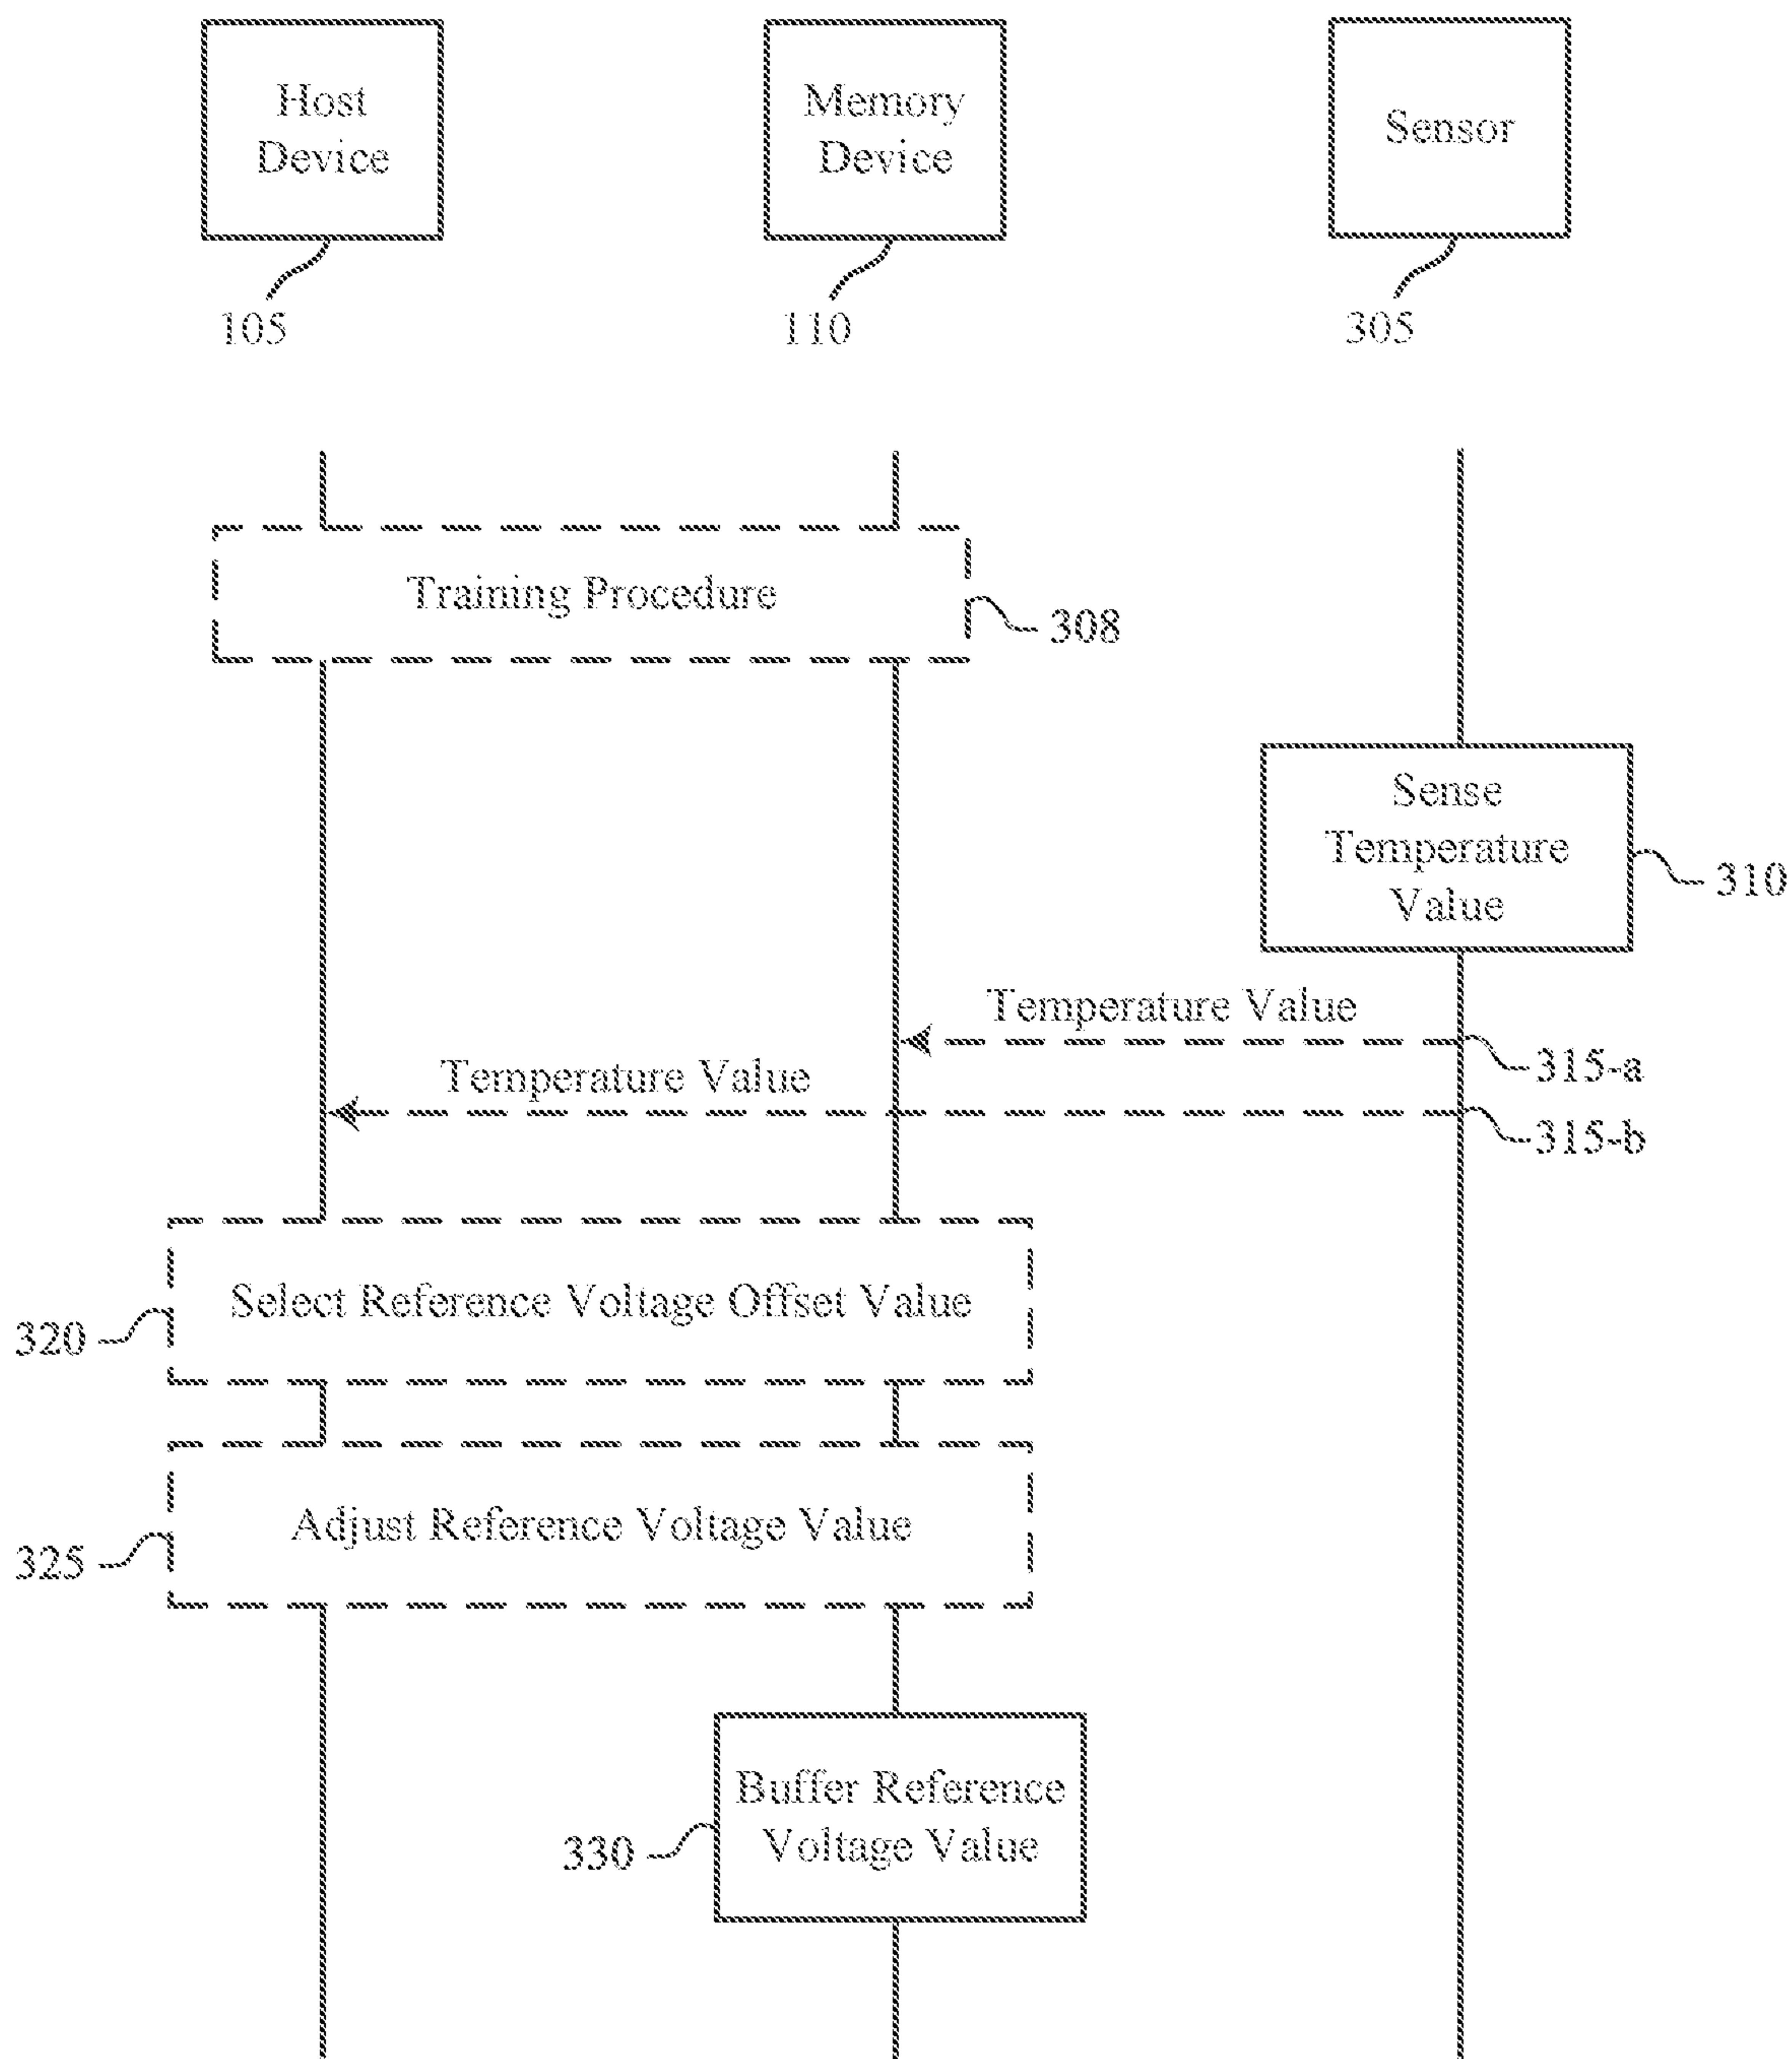 Host
Device
Memory
Device
Sensor
105
110
305
Training Procedure
308
Sense
Temperature
Value
310
Temperature Value
315-a
Temperature Value
315-b
Select Reference Voltage Offset Value
320
Adjust Reference Voltage Value
325
Buffer Reference
Voltage Value
330